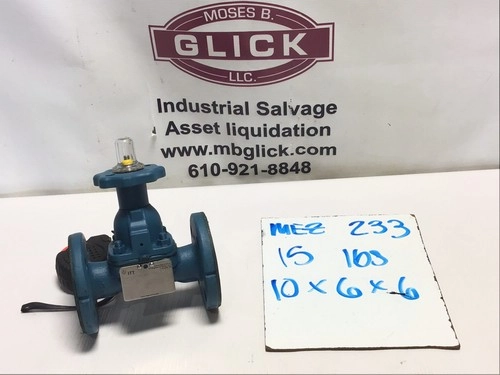 MOSES B.
GLICK
LLC.
Industrial Salvage
Asset liquidation
www.mbglick.com
610-921-8848
MEZ 233
15 lbs
10 x 6 x 6